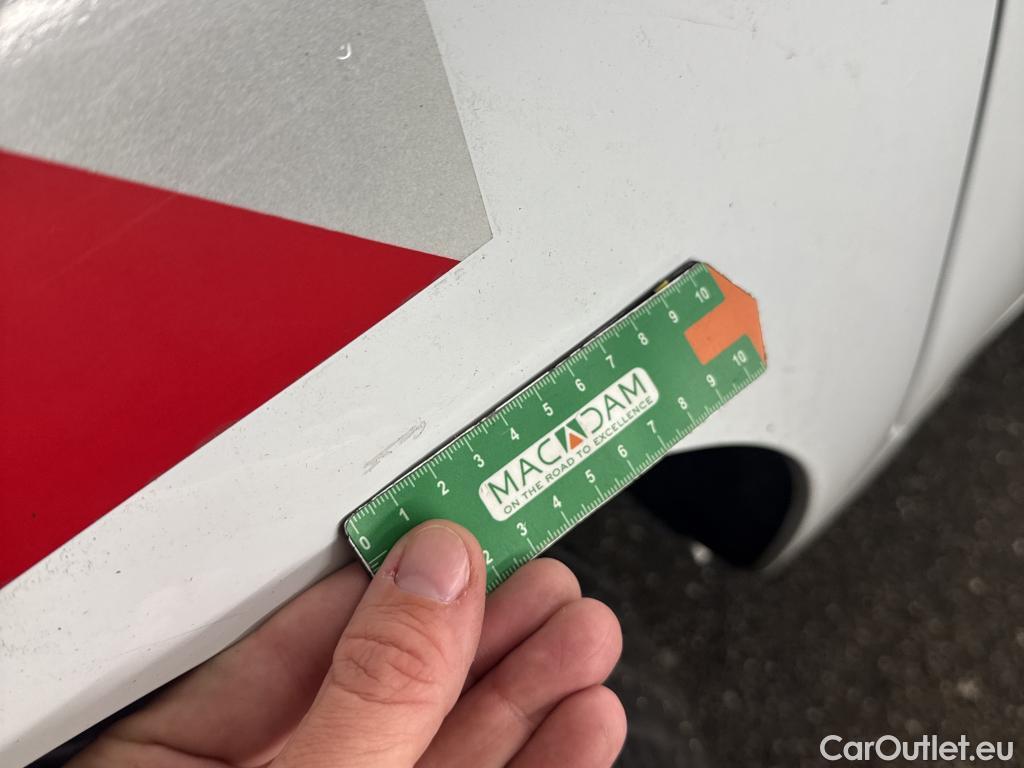 0 1 2 3 4 5 6 7 8 9 10
MACADAM
ON THE ROAD TO EXCELLENCE
2 3 4 5 6 7 8 9 10
CarOutlet.eu